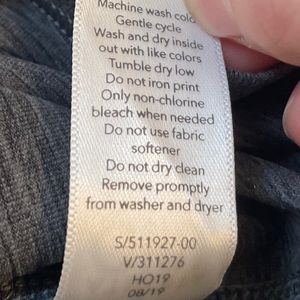 Machine wash cold
Gentle cycle
Wash and dry inside
out with like colors
Tumble dry low
Do not iron print
Only non-chlorine
bleach when needed
Do not use fabric
softener
Do not dry clean
Remove promptly
from washer and dryer
S/511927-00
V/311276
HO19
08/19